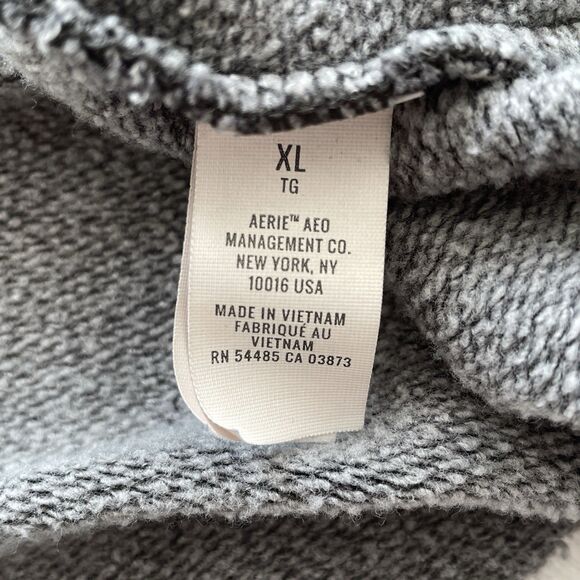 XL
TG
AERIE™ AEO
MANAGEMENT CO.
NEW YORK, NY
10016 USA
MADE IN VIETNAM
FABRIQUÉ AU
VIETNAM
RN 54485 CA 03873